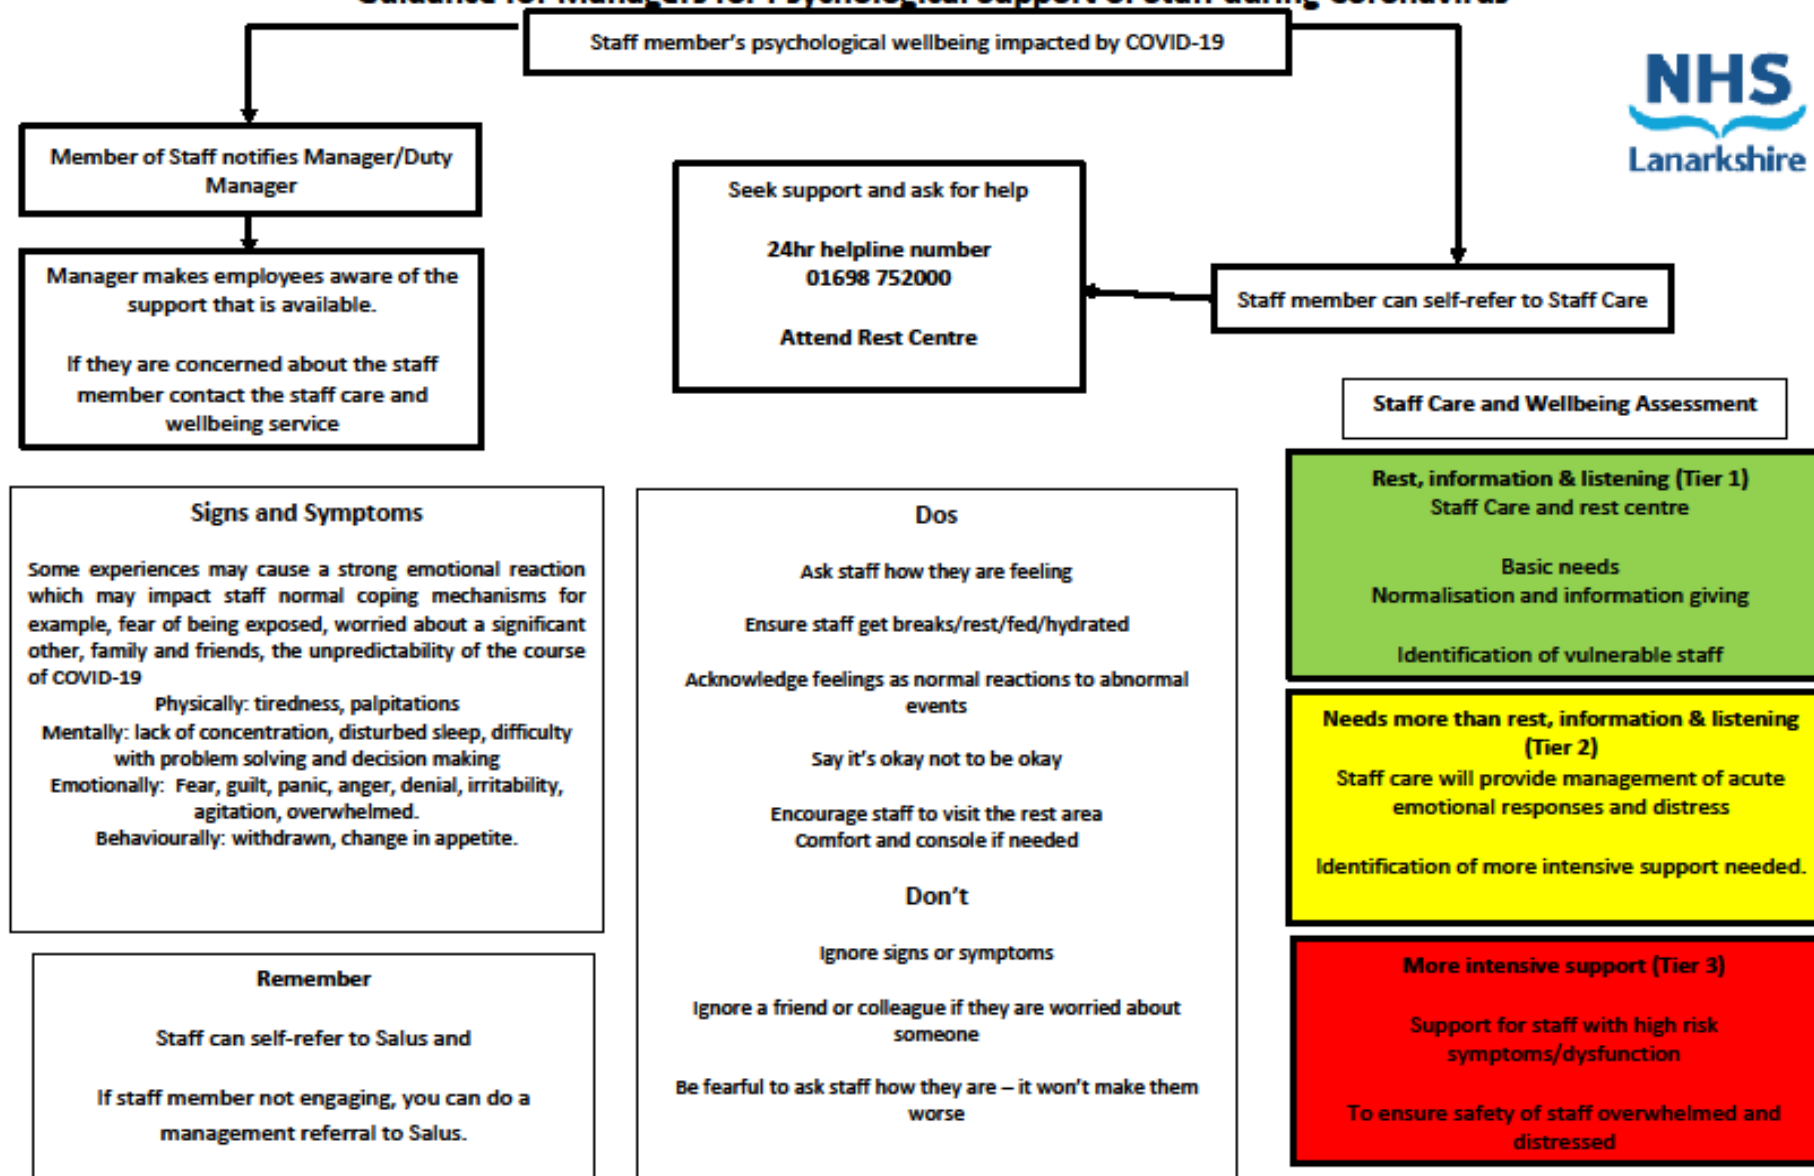 Guidance for Managers for Psychological Support of Staff during Coronavirus
Staff member's psychological wellbeing impacted by COVID-19
NHS
Lanarkshire
Member of Staff notifies Manager/Duty
Manager
Manager makes employees aware of the
support that is available.
If they are concerned about the staff
member contact the staff care and
wellbeing service
Seek support and ask for help
24hr helpline number
01698 752000
Attend Rest Centre
Staff member can self-refer to Staff Care
Staff Care and Wellbeing Assessment
Rest, information & listening (Tier 1)
Staff Care and rest centre
Basic needs
Normalisation and information giving
Identification of vulnerable staff
Needs more than rest, information & listening
(Tier 2)
Staff care will provide management of acute
emotional responses and distress
Identification of more intensive support needed.
More intensive support (Tier 3)
Support for staff with high risk
symptoms/dysfunction
To ensure safety of staff overwhelmed and
distressed
Signs and Symptoms
Some experiences may cause a strong emotional reaction
which may impact staff normal coping mechanisms for
example, fear of being exposed, worried about a significant
other, family and friends, the unpredictability of the course
of COVID-19
Physically: tiredness, palpitations
Mentally: lack of concentration, disturbed sleep, difficulty
with problem solving and decision making
Emotionally: Fear, guilt, panic, anger, denial, irritability,
agitation, overwhelmed.
Behaviourally: withdrawn, change in appetite.
Remember
Staff can self-refer to Salus and
If staff member not engaging, you can do a
management referral to Salus.
Dos
Ask staff how they are feeling
Ensure staff get breaks/rest/fed/hydrated
Acknowledge feelings as normal reactions to abnormal
events
Say it's okay not to be okay
Encourage staff to visit the rest area
Comfort and console if needed
Don't
Ignore signs or symptoms
Ignore a friend or colleague if they are worried about
someone
Be fearful to ask staff how they are – it won't make them
worse